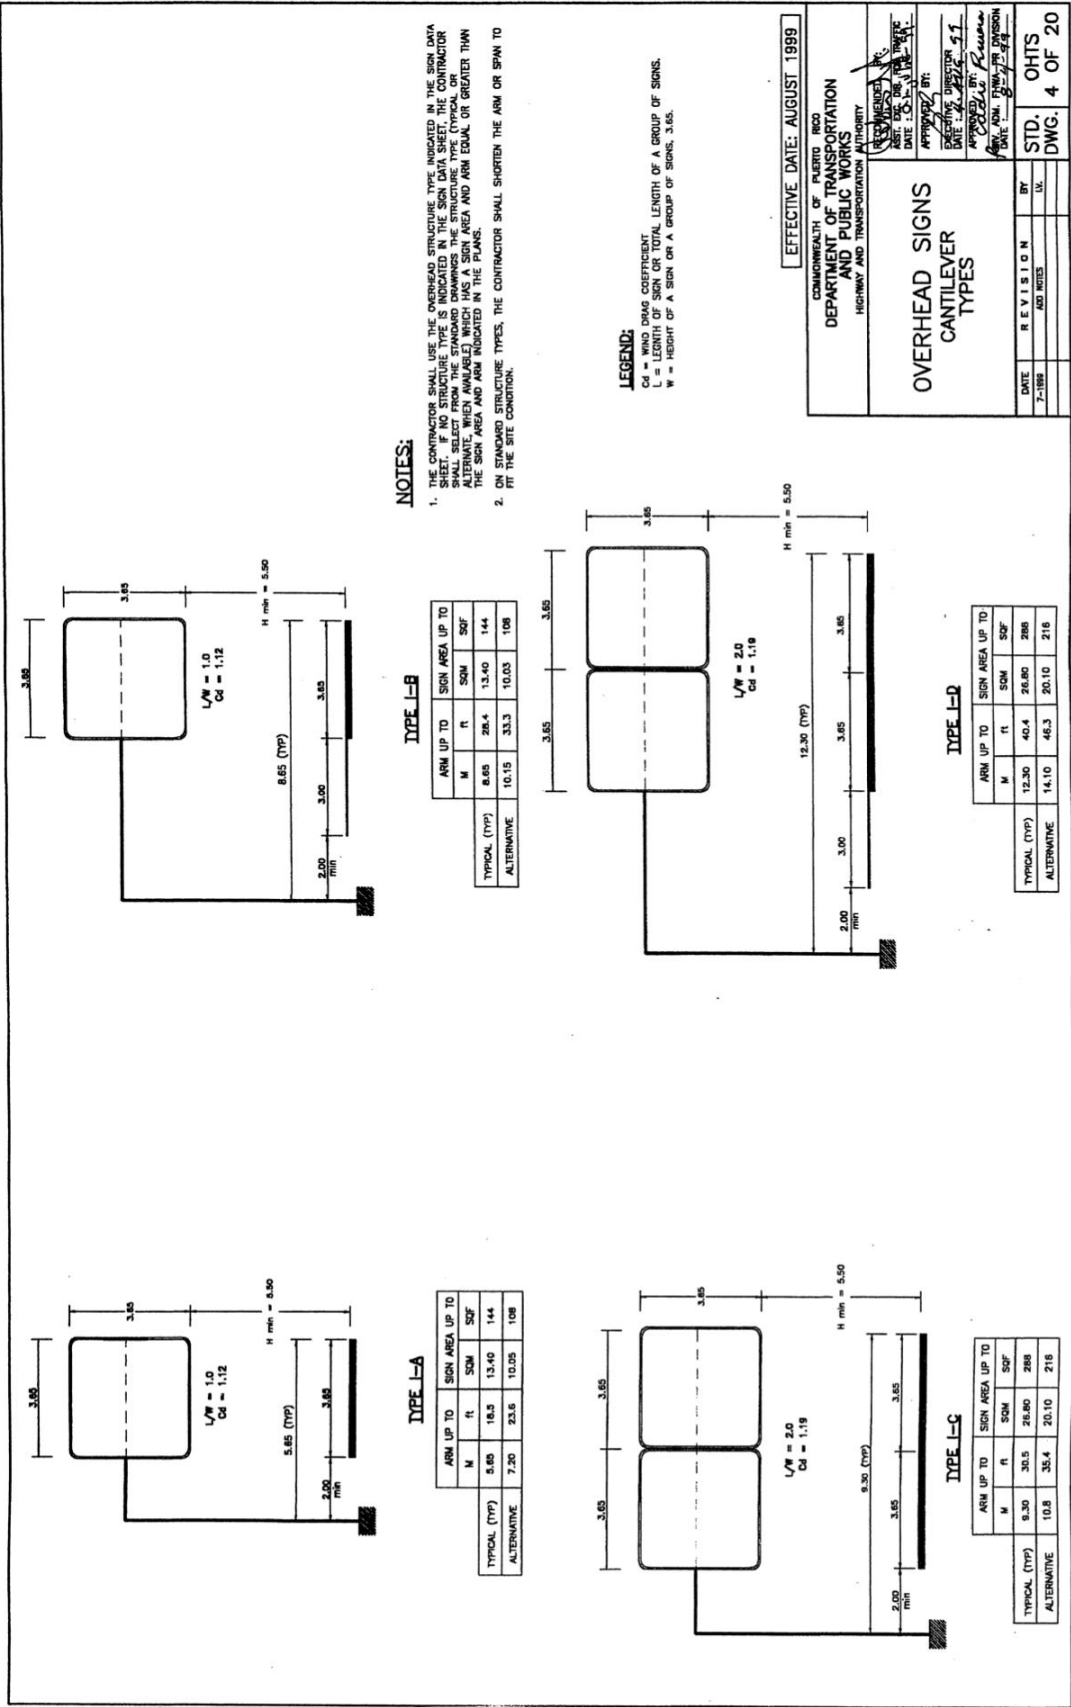 3.65
3.65
L/W = 1.0
Cd = 1.12
H min = 5.50
5.65 (TYP)
2.00
min
3.65
TYPE I-A
ARM UP TO SIGN AREA UP TO
M ft SQM SQF
TYPICAL (TYP) 5.65 18.5 13.40 144
ALTERNATIVE 7.20 23.6 10.05 108
3.65
3.65
L/W = 1.0
Cd = 1.12
H min = 5.50
8.65 (TYP)
2.00
min
3.00
3.65
TYPE I-B
ARM UP TO SIGN AREA UP TO
M ft SQM SQF
TYPICAL (TYP) 8.65 28.4 13.40 144
ALTERNATIVE 10.15 33.3 10.03 108
3.65 3.65
3.65
L/W = 2.0
Cd = 1.19
H min = 5.50
9.30 (TYP)
2.00
min
3.65 3.65
TYPE I-C
ARM UP TO SIGN AREA UP TO
M ft SQM SQF
TYPICAL (TYP) 9.30 30.5 26.80 288
ALTERNATIVE 10.8 35.4 20.10 216
3.65 3.65
3.65
L/W = 2.0
Cd = 1.19
H min = 5.50
12.30 (TYP)
2.00
min
3.00 3.65 3.65
TYPE I-D
ARM UP TO SIGN AREA UP TO
M ft SQM SQF
TYPICAL (TYP) 12.30 40.4 26.80 288
ALTERNATIVE 14.10 46.3 20.10 216
NOTES:
1. THE CONTRACTOR SHALL USE THE OVERHEAD STRUCTURE TYPE INDICATED IN THE SIGN DATA
SHEET. IF NO STRUCTURE TYPE IS INDICATED IN THE SIGN DATA SHEET, THE CONTRACTOR
SHALL SELECT FROM THE STANDARD DRAWINGS THE STRUCTURE TYPE (TYPICAL OR
ALTERNATE, WHEN AVAILABLE) WHICH HAS A SIGN AREA AND ARM EQUAL OR GREATER THAN
THE SIGN AREA AND ARM INDICATED IN THE PLANS.
2. ON STANDARD STRUCTURE TYPES, THE CONTRACTOR SHALL SHORTEN THE ARM OR SPAN TO
FIT THE SITE CONDITION.
LEGEND:
Cd = WIND DRAG COEFFICIENT
L = LEGNTH OF SIGN OR TOTAL LENGTH OF A GROUP OF SIGNS.
W = HEIGHT OF A SIGN OR A GROUP OF SIGNS, 3.65.
EFFECTIVE DATE: AUGUST 1999
COMMONWEALTH OF PUERTO RICO
DEPARTMENT OF TRANSPORTATION
AND PUBLIC WORKS
HIGHWAY AND TRANSPORTATION AUTHORITY
OVERHEAD SIGNS
CANTILEVER
TYPES
RECOMMENDED BY:
ASST. EXC. DIR. FOR TRAFFIC
DATE :
APPROVED BY:
EXECUTIVE DIRECTOR
DATE :
APPROVED BY:
DIV. ADM. FHWA-PR DIVISION
DATE :
DATE REVISION BY
7-1999 ADD NOTES I.V.
STD. OHTS
DWG. 4 OF 20